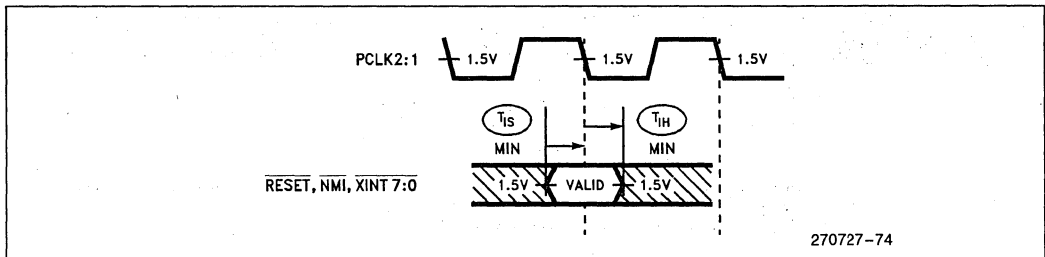 PCLK2:1 1.5V 1.5V 1.5V
TIS TIH
MIN MIN
RESET, NMI, XINT 7:0 1.5V VALID 1.5V
270727-74